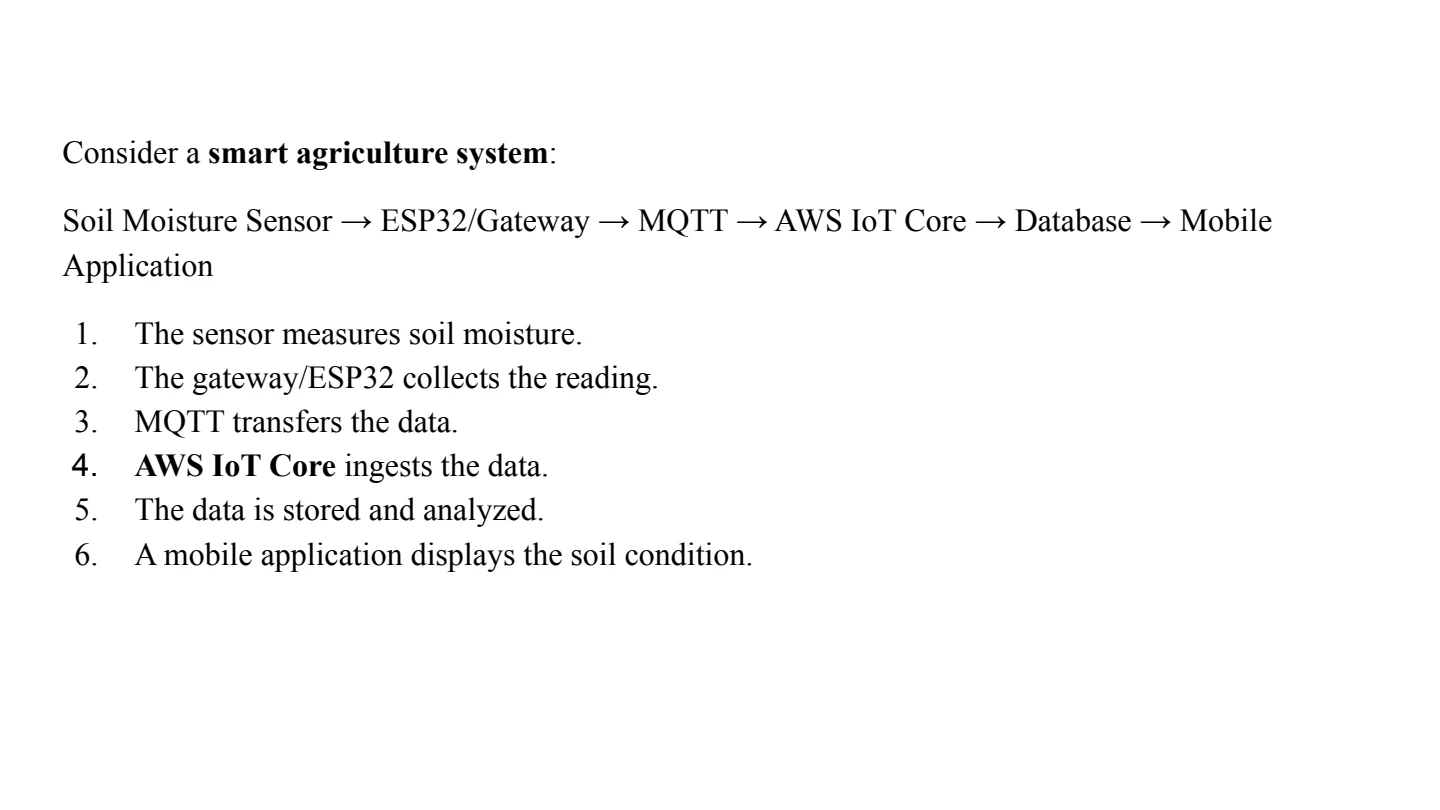 Consider a smart agriculture system:
Soil Moisture Sensor → ESP32/Gateway → MQTT → AWS IoT Core → Database → Mobile
Application
1. The sensor measures soil moisture.
2. The gateway/ESP32 collects the reading.
3. MQTT transfers the data.
4. AWS IoT Core ingests the data.
5. The data is stored and analyzed.
6. A mobile application displays the soil condition.